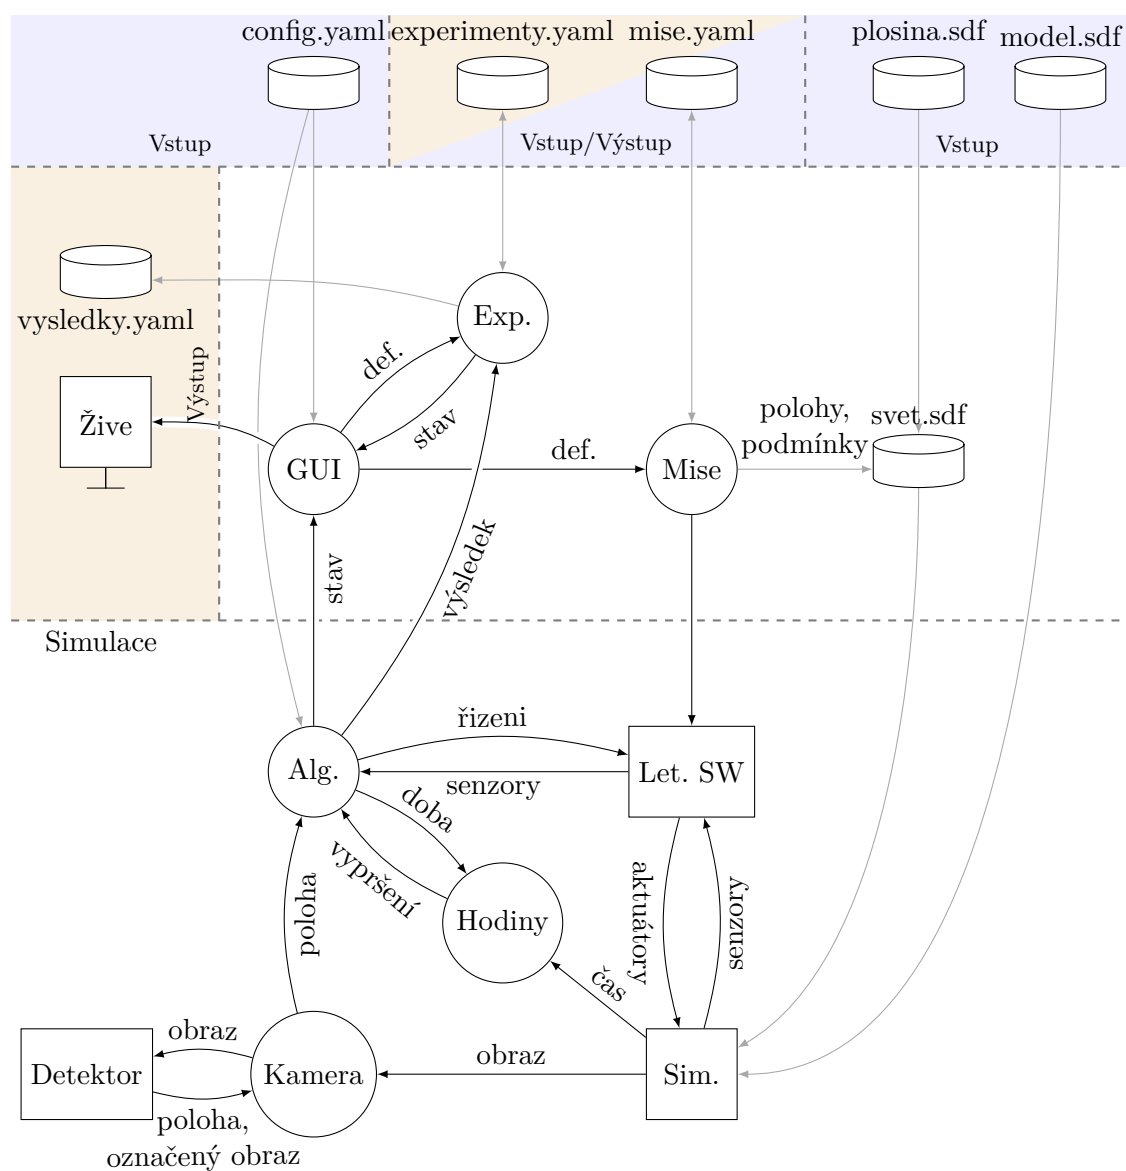 config.yaml
experimenty.yaml
mise.yaml
plosina.sdf
model.sdf
Vstup
Vstup/Výstup
Vstup
vysledky.yaml
Výstup
Žive
Exp.
def.
stav
GUI
def.
Mise
polohy,
podmínky
svet.sdf
stav
výsledek
Simulace
Alg.
řizeni
senzory
Let. SW
doba
vypršení
Hodiny
aktuátory
senzory
poloha
čas
Detektor
obraz
poloha,
označený obraz
Kamera
obraz
Sim.